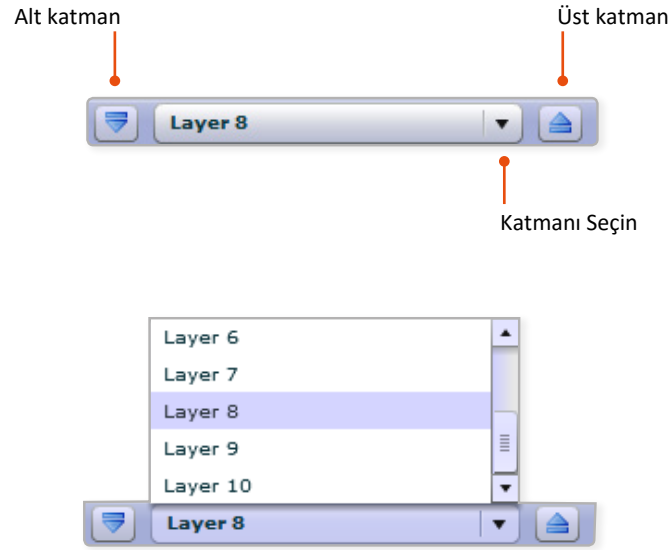 Alt katman
Üst katman
Layer 8
Katmanı Seçin
Layer 6
Layer 7
Layer 8
Layer 9
Layer 10
Layer 8